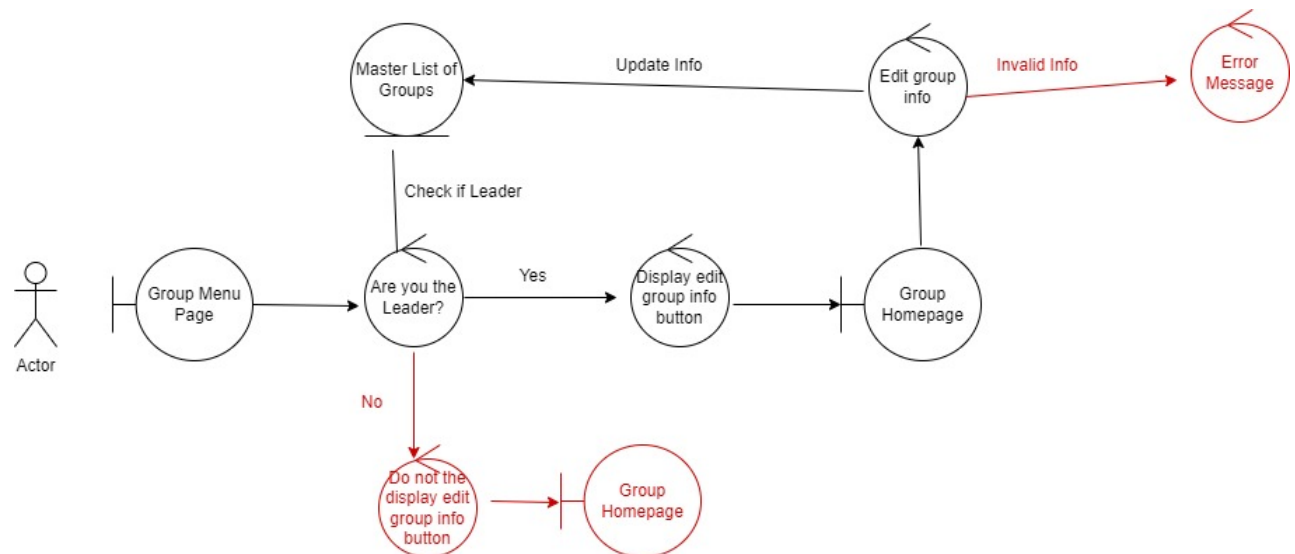 Master List of
Groups
Update Info
Edit group
info
Invalid Info
Error
Message
Check if Leader
Actor
Group Menu
Page
Are you the
Leader?
Yes
Display edit
group info
button
Group
Homepage
No
Do not the
display edit
group info
button
Group
Homepage